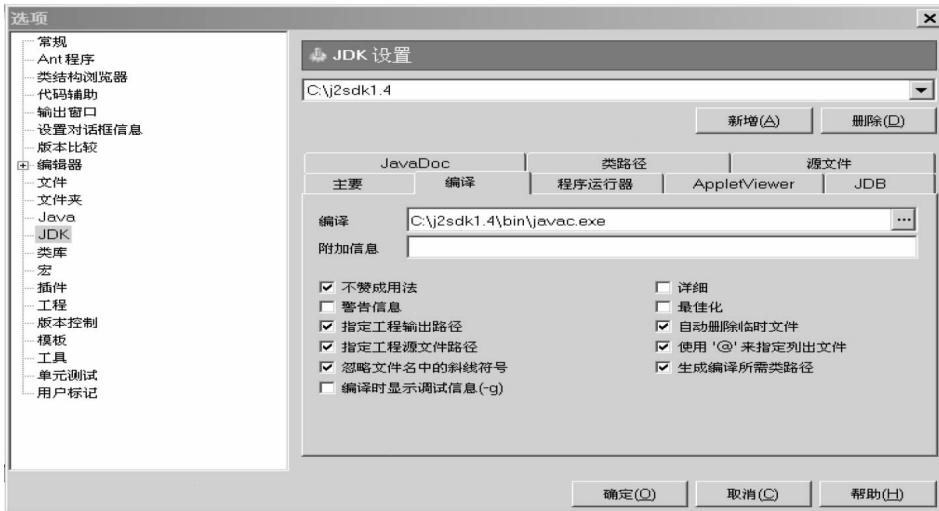 选项
常规
Ant 程序
类结构浏览器
代码辅助
输出窗口
设置对话框信息
版本比较
编辑器
文件
文件夹
Java
JDK
类库
宏
插件
工程
版本控制
模板
工具
单元测试
用户标记
JDK 设置
C:\j2sdk1.4
新增(A) 删除(D)
JavaDoc 类路径 源文件
主要 编译 程序运行器 AppletViewer JDB
编译 C:\j2sdk1.4\bin\javac.exe ...
附加信息
不赞成用法 详细
警告信息 最佳化
指定工程输出路径 自动删除临时文件
指定工程源文件路径 使用 '@' 来指定列出文件
忽略文件名中的斜线符号 生成编译所需类路径
编译时显示调试信息(-g)
确定(O) 取消(C) 帮助(H)